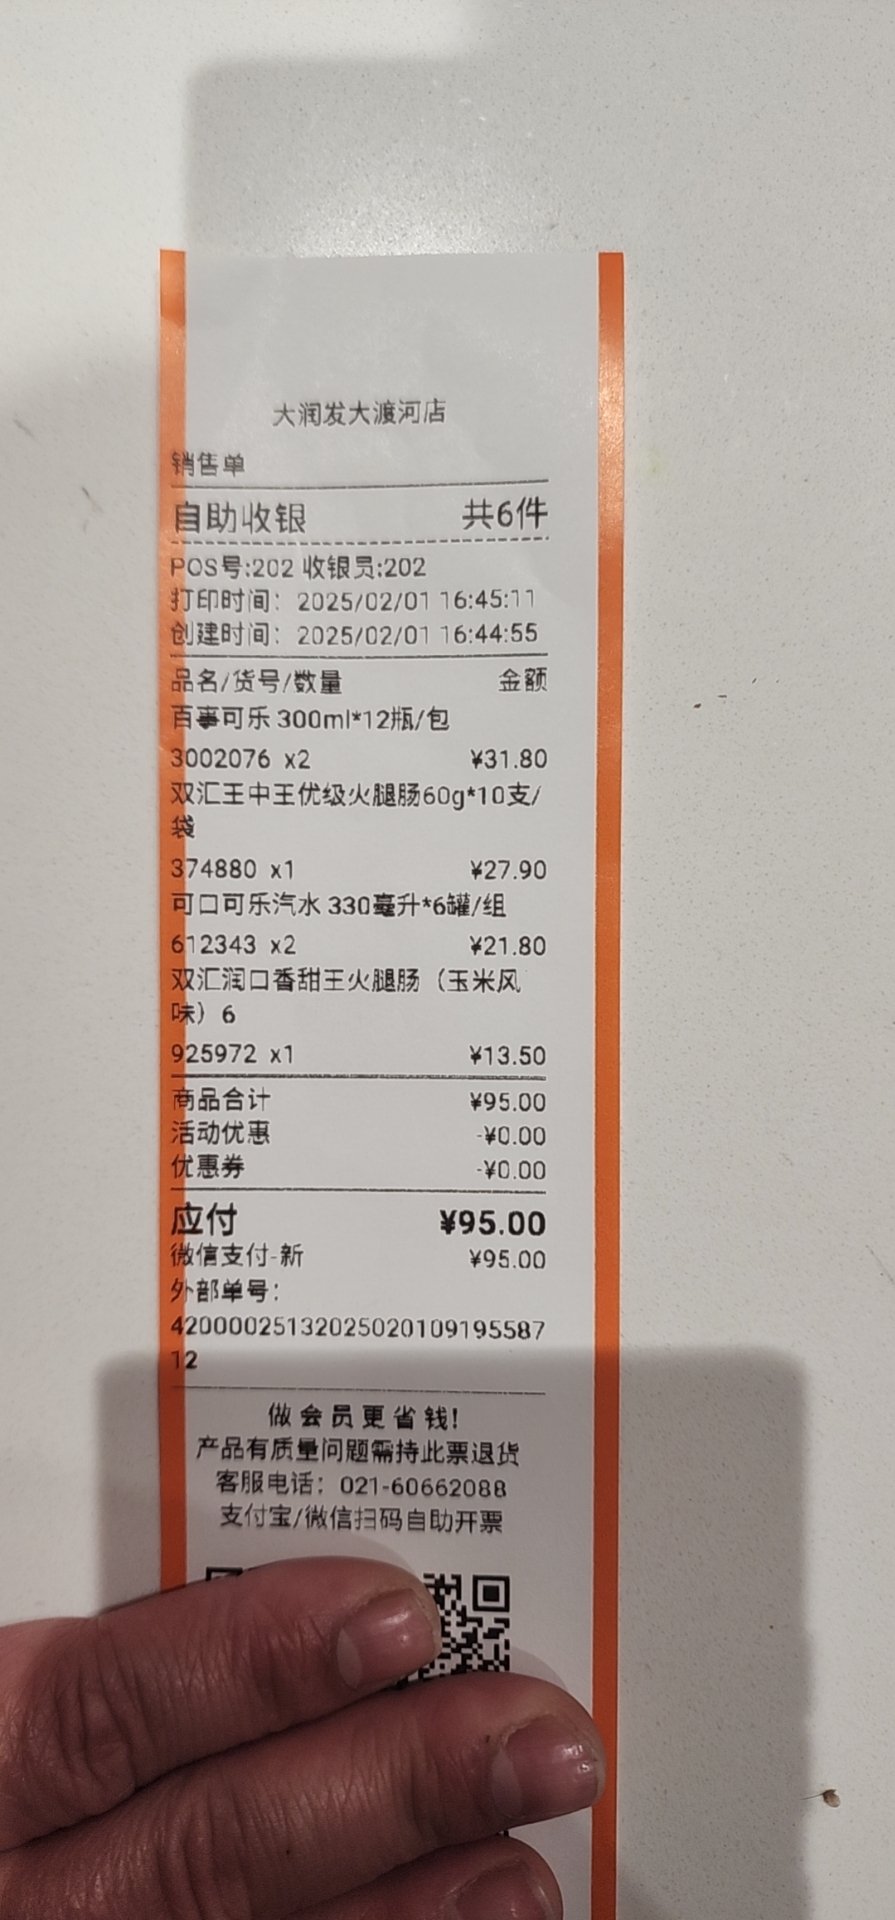 大润发大渡河店
销售单
自助收银 共6件
POS号:202 收银员:202
打印时间：2025/02/01 16:45:11
创建时间：2025/02/01 16:44:55
品名/货号/数量 金额
百事可乐 300ml*12瓶/包
3002076 x2 ¥31.80
双汇王中王优级火腿肠60g*10支/
袋
374880 x1 ¥27.90
可口可乐汽水 330毫升*6罐/组
612343 x2 ¥21.80
双汇润口香甜王火腿肠（玉米风
味）6
925972 x1 ¥13.50
商品合计 ¥95.00
活动优惠 -¥0.00
优惠券 -¥0.00
应付 ¥95.00
微信支付-新 ¥95.00
外部单号：
42000025132025020109195587
12
做会员更省钱!
产品有质量问题需持此票退货
客服电话：021-60662088
支付宝/微信扫码自助开票